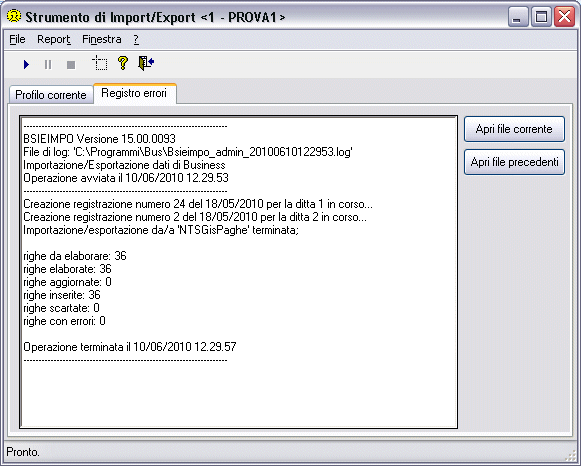 Strumento di Import/Export <1 - PROVA1>
File Report Finestra ?
Profilo corrente Registro errori
--------------------------------------------------------------------
BSIEIMPO Versione 15.00.0093
File di log: 'C:\Programmi\Bus\Bsieimpo_admin_20100610122953.log'
Importazione/Esportazione dati di Business
Operazione avviata il 10/06/2010 12.29.53
--------------------------------------------------------------------
Creazione registrazione numero 24 del 18/05/2010 per la ditta 1 in corso...
Creazione registrazione numero 2 del 18/05/2010 per la ditta 2 in corso...
Importazione/esportazione da/a 'NTSGisPaghe' terminata;
righe da elaborare: 36
righe elaborate: 36
righe aggiornate: 0
righe inserite: 36
righe scartate: 0
righe con errori: 0
Operazione terminata il 10/06/2010 12.29.57
--------------------------------------------------------------------
Apri file corrente
Apri file precedenti
Pronto.